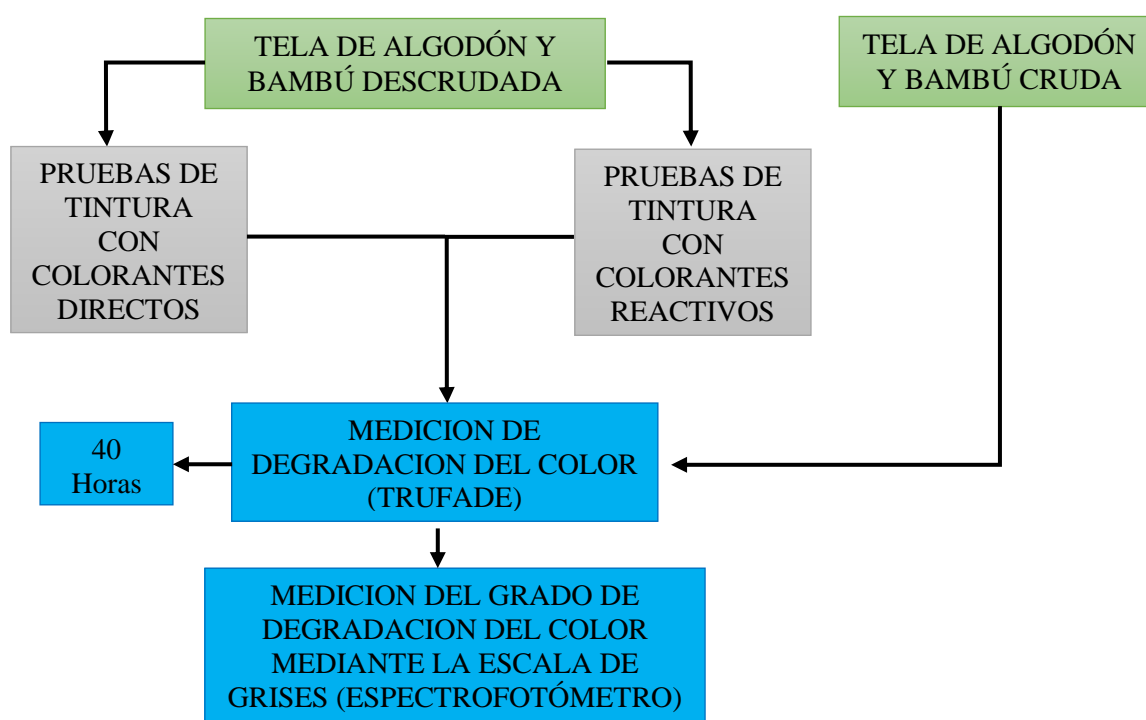 TELA DE ALGODÓN Y
BAMBÚ DESCRUDADA
TELA DE ALGODÓN
Y BAMBÚ CRUDA
PRUEBAS DE
TINTURA
CON
COLORANTES
DIRECTOS
PRUEBAS DE
TINTURA
CON
COLORANTES
REACTIVOS
40
Horas
MEDICION DE
DEGRADACION DEL COLOR
(TRUFADE)
MEDICION DEL GRADO DE
DEGRADACION DEL COLOR
MEDIANTE LA ESCALA DE
GRISES (ESPECTROFOTÓMETRO)